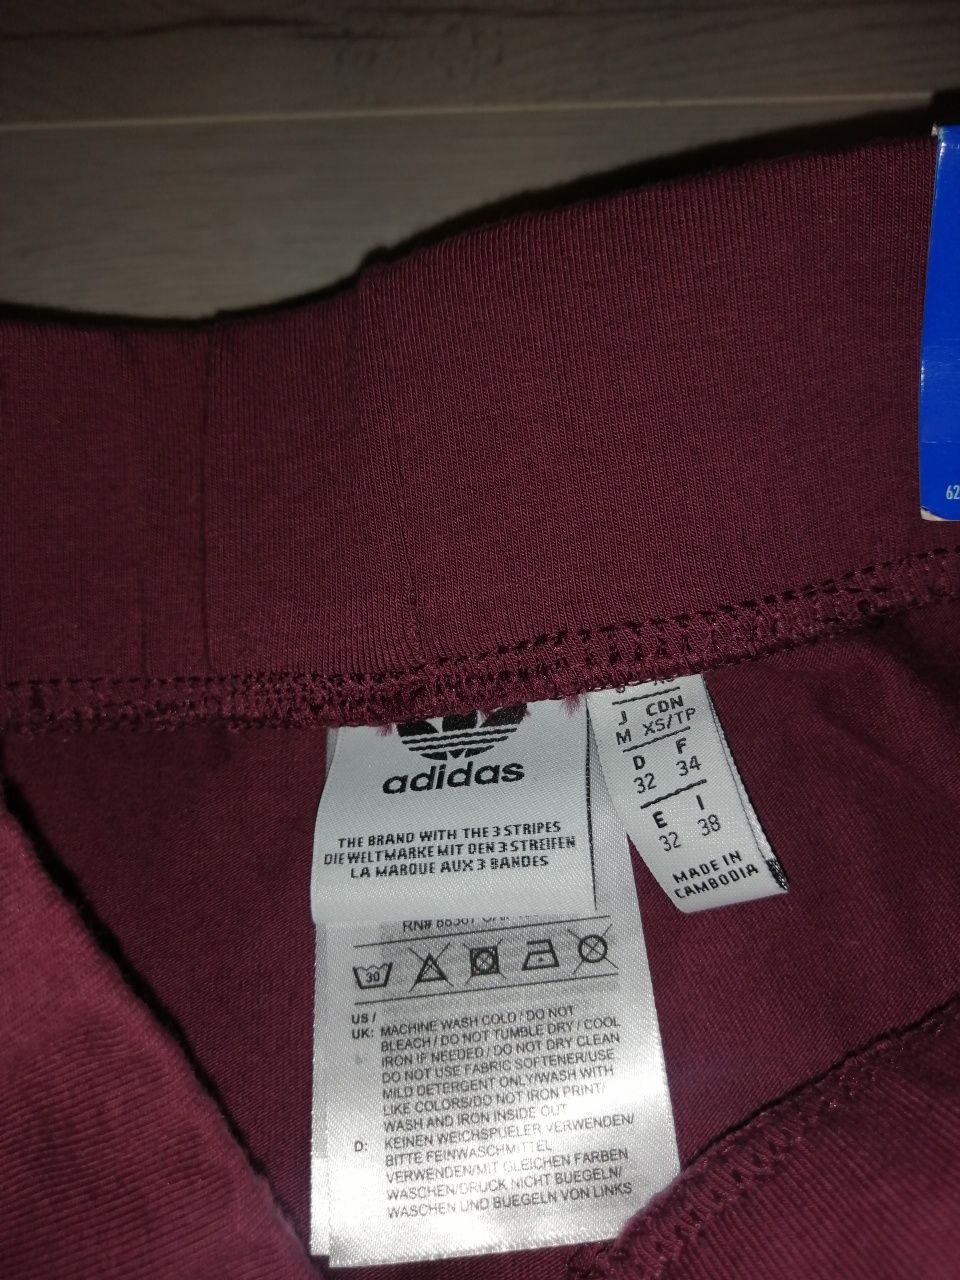 62
adidas
THE BRAND WITH THE 3 STRIPES
DIE WELTMARKE MIT DEN 3 STREIFEN
LA MARQUE AUX 3 BANDES
J CDN
M XS/TP
D F
32 34
E I
32 38
MADE IN
CAMBODIA
RN#
30
US /
UK: MACHINE WASH COLD / DO NOT
BLEACH / DO NOT TUMBLE DRY / COOL
IRON IF NEEDED / DO NOT DRY CLEAN
DO NOT USE FABRIC SOFTENER/USE
MILD DETERGENT ONLY/WASH WITH
LIKE COLORS/DO NOT IRON PRINT/
WASH AND IRON INSIDE OUT
D: KEINEN WEICHSPUELER VERWENDEN/
BITTE FEINWASCHMITTEL
VERWENDEN/MIT GLEICHEN FARBEN
WASCHEN/DRUCK NICHT BUEGELN/
WASCHEN UND BUEGELN VON LINKS